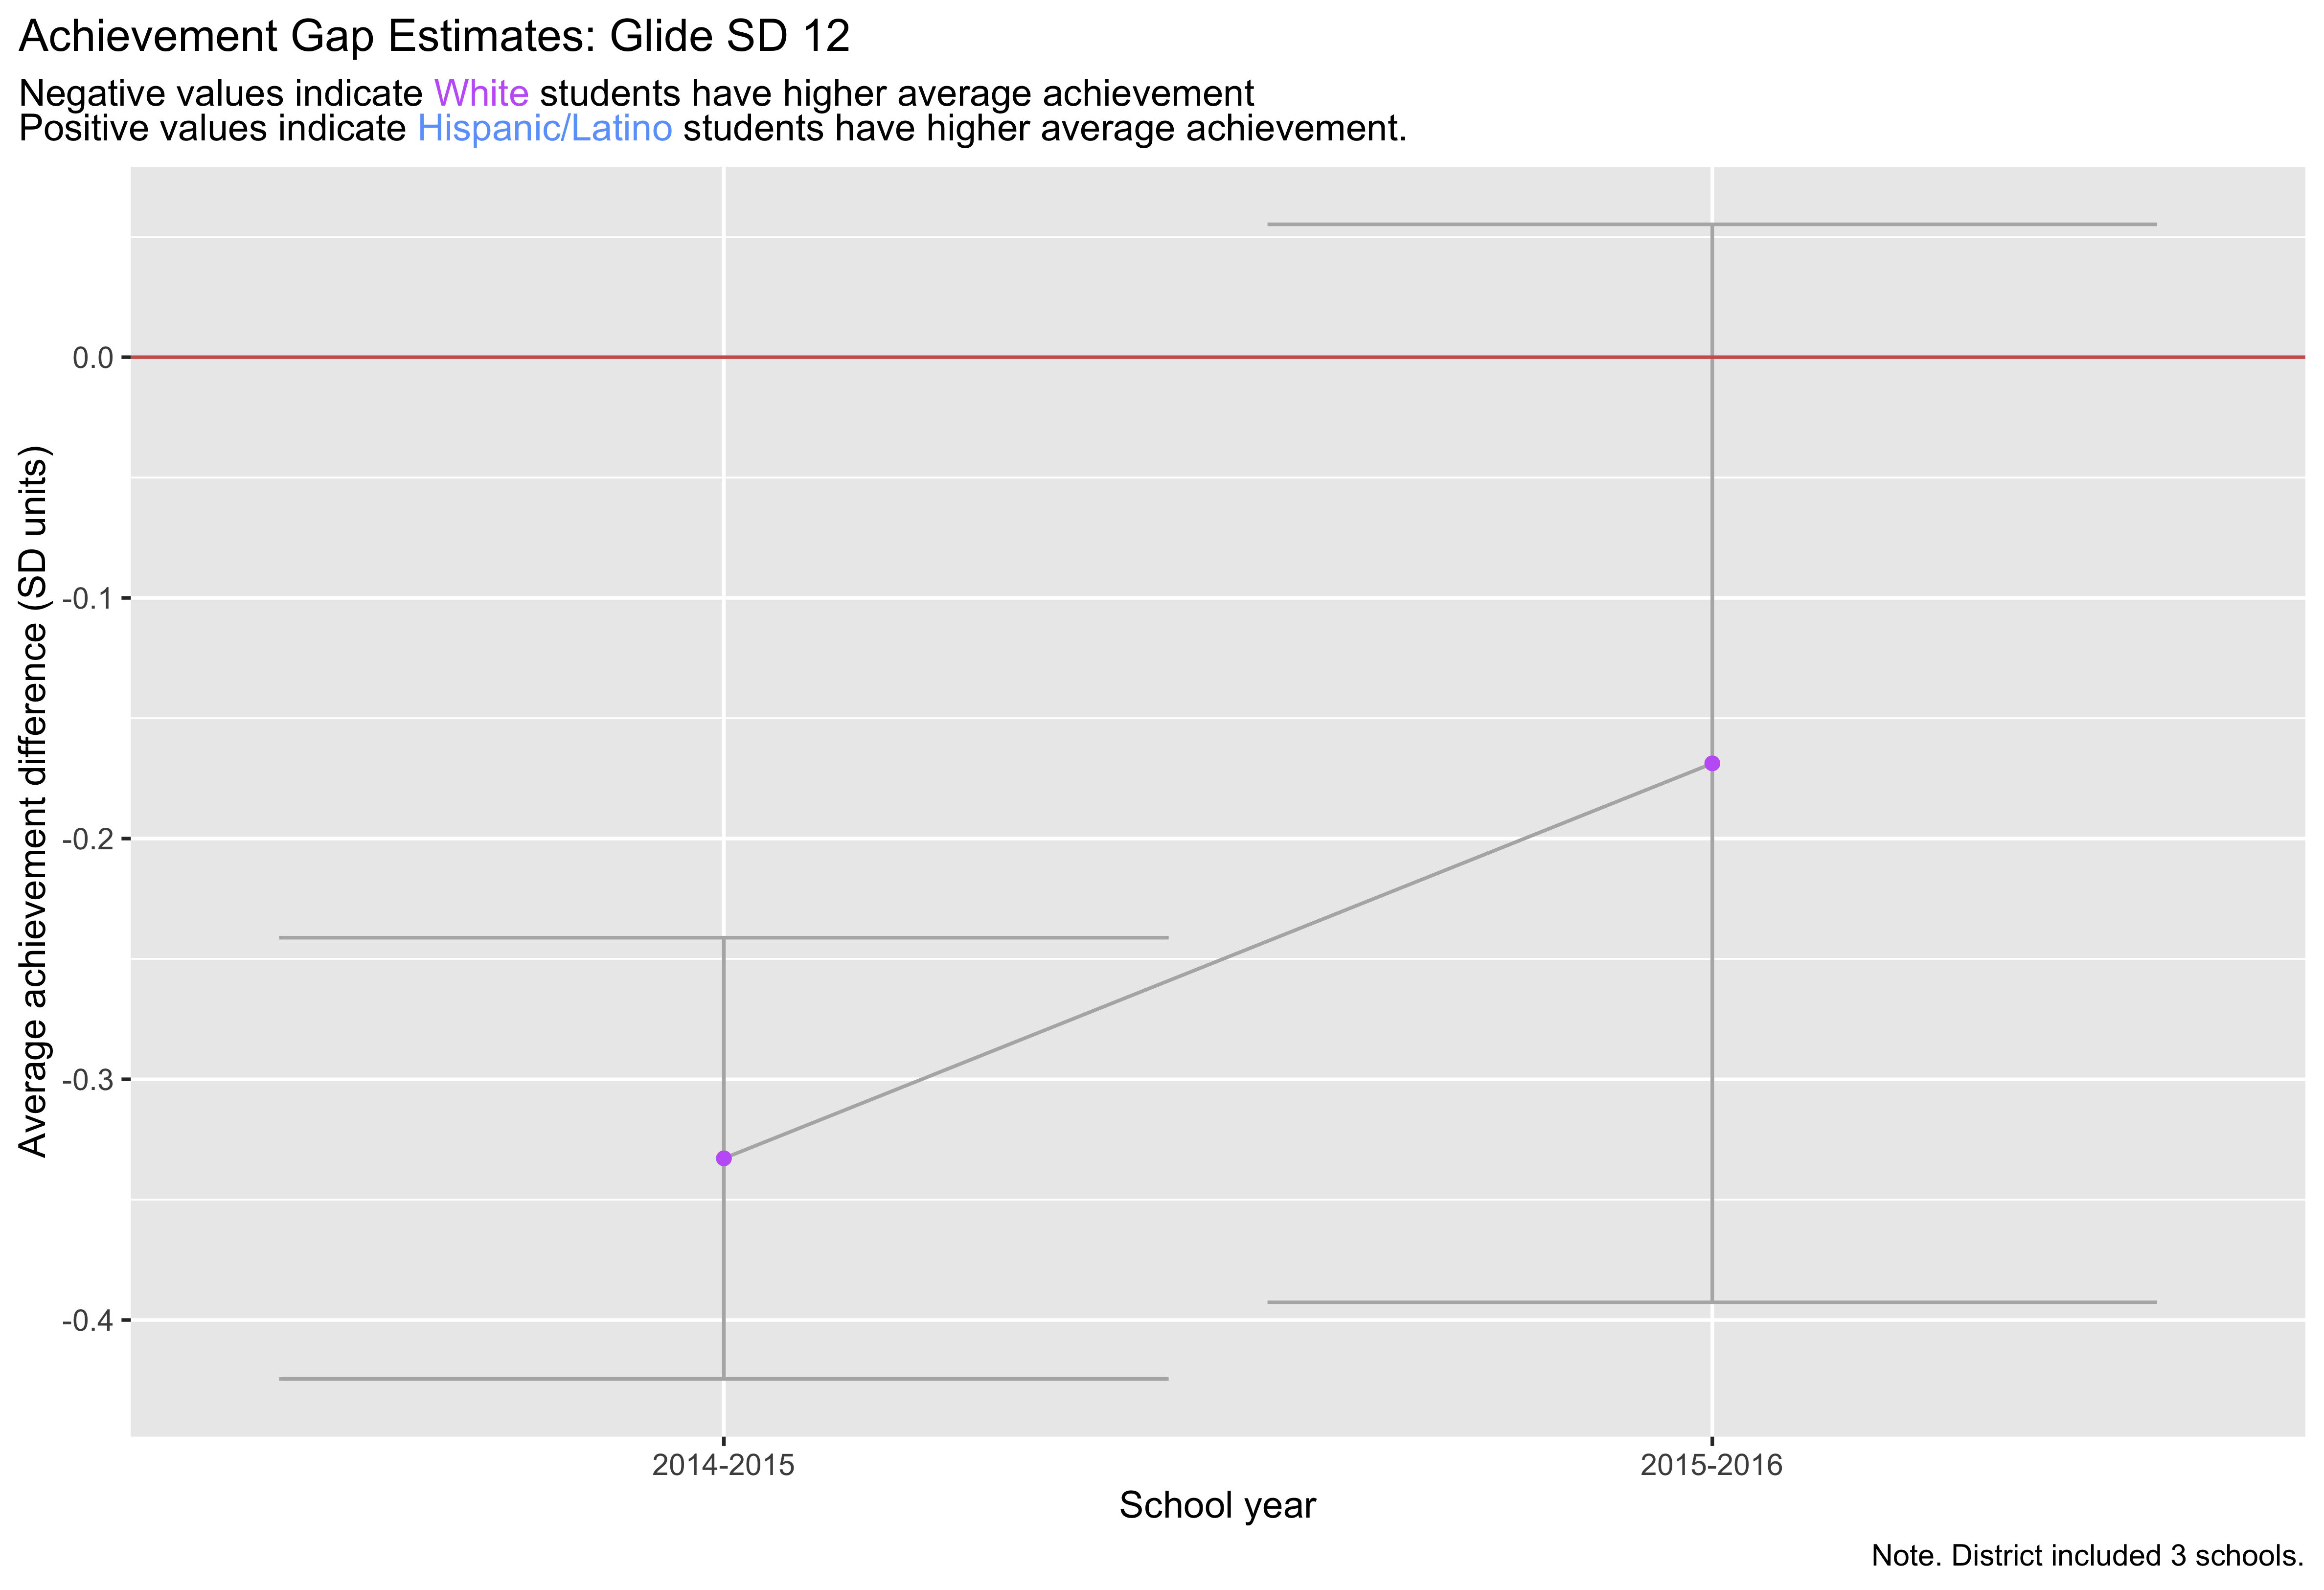 Achievement Gap Estimates: Glide SD 12
Negative values indicate White students have higher average achievement
Positive values indicate Hispanic/Latino students have higher average achievement.
Average achievement difference (SD units)
0.0
-0.1
-0.2
-0.3
-0.4
2014-2015
2015-2016
School year
Note. District included 3 schools.